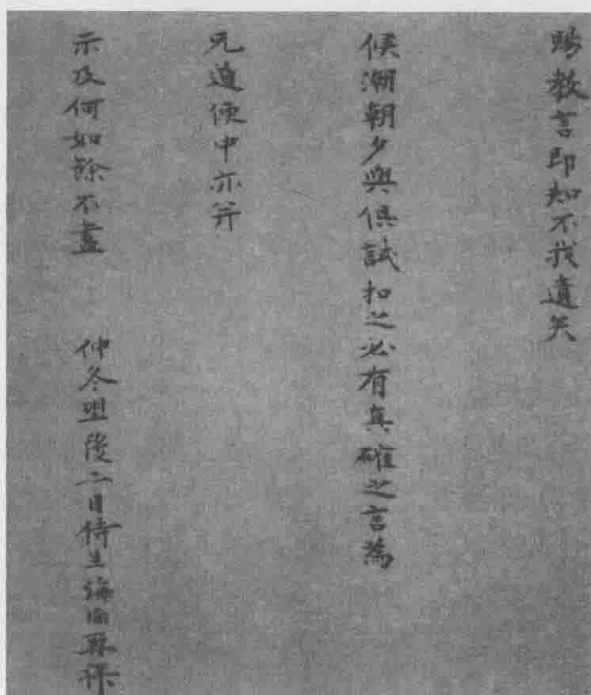 賜教言即知不我遺矣
候潮朝夕與俱試扣之必有真確之言為
兄道便中亦并
示及何如餘不盡 仲冬望後二日侍生